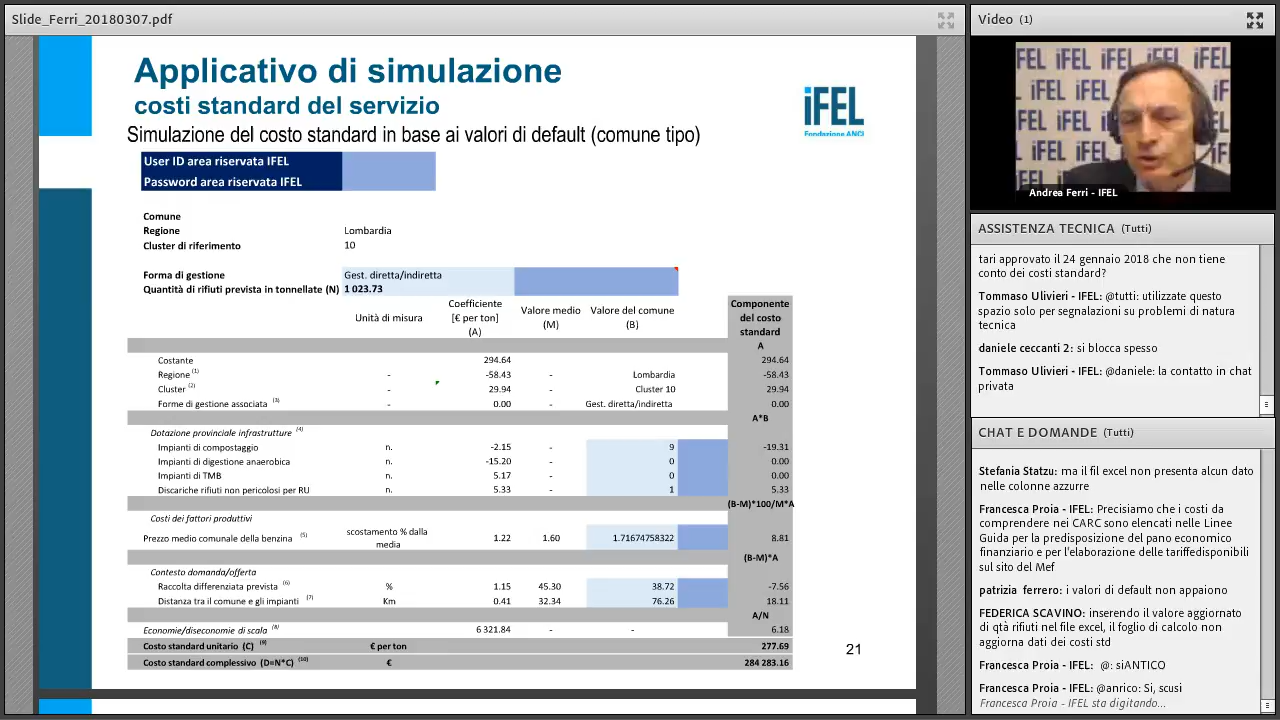 Slide_Ferri_20180307.pdf
Applicativo di simulazione
costi standard del servizio
iFEL
Fondazione ANCI
Simulazione del costo standard in base ai valori di default (comune tipo)
User ID area riservata IFEL
Password area riservata IFEL
Comune
Regione Lombardia
Cluster di riferimento 10
Forma di gestione Gest. diretta/indiretta
Quantità di rifiuti prevista in tonnellate (N) 1 023.73
Unità di misura Coefficiente [€ per ton] (A) Valore medio (M) Valore del comune (B) Componente del costo standard
A
Costante 294.64 294.64
Regione (1) - -58.43 - Lombardia -58.43
Cluster (2) - 29.94 - Cluster 10 29.94
Forme di gestione associata (3) - 0.00 - Gest. diretta/indiretta 0.00
A*B
Dotazione provinciale infrastrutture (4)
Impianti di compostaggio n. -2.15 - 9 -19.31
Impianti di digestione anaerobica n. -15.20 - 0 0.00
Impianti di TMB n. 5.17 - 0 0.00
Discariche rifiuti non pericolosi per RU n. 5.33 - 1 5.33
(B-M)*100/M*A
Costi dei fattori produttivi
Prezzo medio comunale della benzina (5) scostamento % dalla media 1.22 1.60 1.71674758322 8.81
(B-M)*A
Contesto domanda/offerta
Raccolta differenziata prevista (6) % 1.15 45.30 38.72 -7.56
Distanza tra il comune e gli impianti (7) Km 0.41 32.34 76.26 18.11
A/N
Economie/diseconomie di scala (8) 6 321.84 - - 6.18
Costo standard unitario (C) (9) € per ton 277.69
Costo standard complessivo (D=N*C) (10) € 284 283.16
21
Video (1)
iFEL
Andrea Ferri - IFEL
ASSISTENZA TECNICA (Tutti)
tari approvato il 24 gennaio 2018 che non tiene
conto dei costi standard?
Tommaso Ulivieri - IFEL: @tutti: utilizzate questo
spazio solo per segnalazioni su problemi di natura
tecnica
daniele ceccanti 2: si blocca spesso
Tommaso Ulivieri - IFEL: @daniele: la contatto in chat
privata
CHAT E DOMANDE (Tutti)
Stefania Statzu: ma il fil excel non presenta alcun dato
nelle colonne azzurre
Francesca Proia - IFEL: Precisiamo che i costi da
comprendere nei CARC sono elencati nelle Linee
Guida per la predisposizione del pano economico
finanziario e per l'elaborazione delle tariffedisponibili
sul sito del Mef
patrizia ferrero: i valori di default non appaiono
FEDERICA SCAVINO: inserendo il valore aggiornato
di qtà rifiuti nel file excel, il foglio di calcolo non
aggiorna dati dei costi std
Francesca Proia - IFEL: @: siANTICO
Francesca Proia - IFEL: @anrico: Si, scusi
Francesca Proia - IFEL sta digitando...